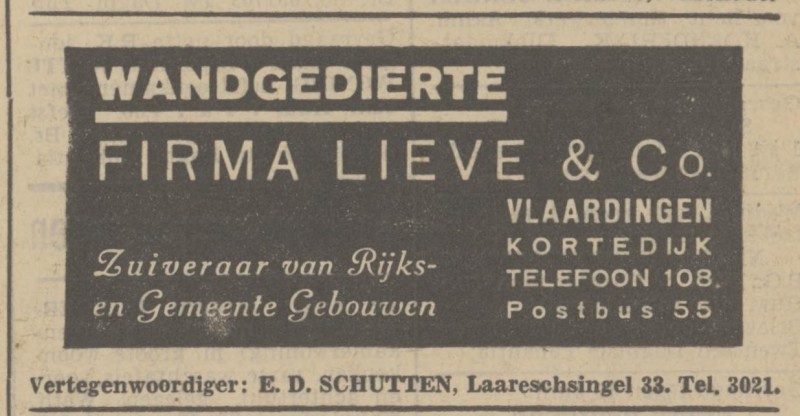 WANDGEDIERTE
FIRMA LIEVE & Co.
VLAARDINGEN
KORTEDIJK
TELEFOON 108.
Postbus 55
Zuiveraar van Rijks-
en Gemeente Gebouwen
Vertegenwoordiger: E. D. SCHUTTEN, Laareschsingel 33. Tel. 3021.